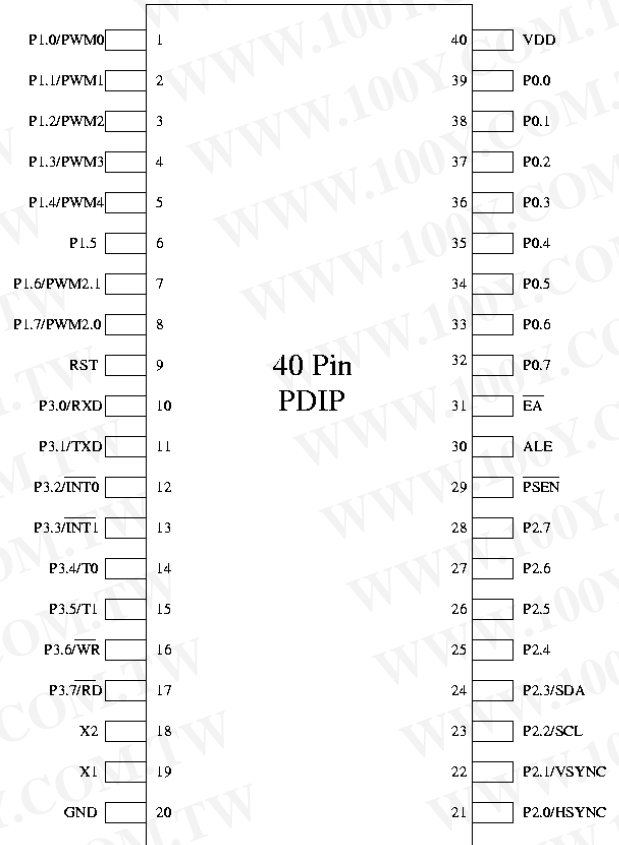 P1.0/PWM0 1 40 VDD
P1.1/PWM1 2 39 P0.0
P1.2/PWM2 3 38 P0.1
P1.3/PWM3 4 37 P0.2
P1.4/PWM4 5 36 P0.3
P1.5 6 35 P0.4
P1.6/PWM2.1 7 34 P0.5
P1.7/PWM2.0 8 33 P0.6
RST 9 32 P0.7
40 Pin
PDIP
P3.0/RXD 10 31 E̅A̅
P3.1/TXD 11 30 ALE
P3.2/I̅N̅T̅0̅ 12 29 P̅S̅E̅N̅
P3.3/I̅N̅T̅1̅ 13 28 P2.7
P3.4/T0 14 27 P2.6
P3.5/T1 15 26 P2.5
P3.6/W̅R̅ 16 25 P2.4
P3.7/R̅D̅ 17 24 P2.3/SDA
X2 18 23 P2.2/SCL
X1 19 22 P2.1/VSYNC
GND 20 21 P2.0/HSYNC
WWW.100Y.COM.TW